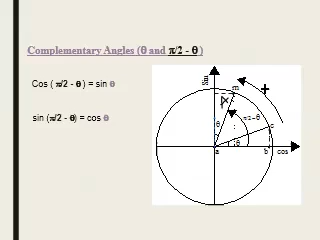 Complementary Angles (θ and π/2 - θ )
Cos ( π/2 - θ ) = sin θ
sin (π/2 - θ) = cos θ
sin
m
+
π/2-θ
c
θ
θ
a
b
cos